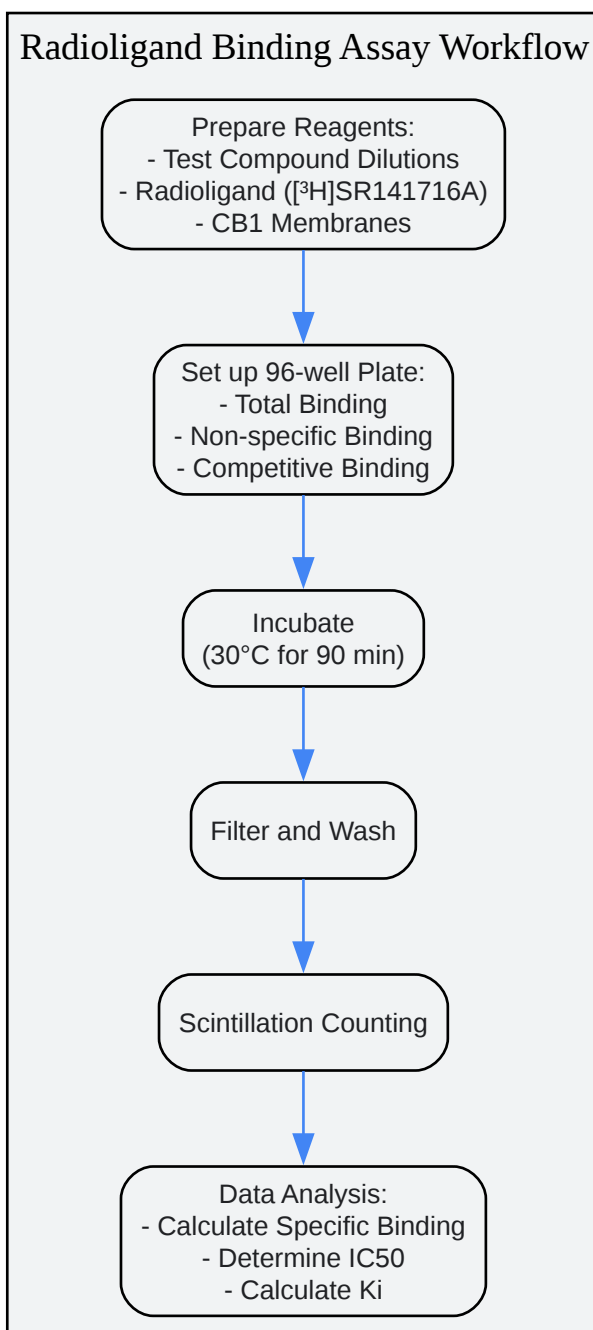 Radioligand Binding Assay Workflow
Prepare Reagents:
- Test Compound Dilutions
- Radioligand ([³H]SR141716A)
- CB1 Membranes
Set up 96-well Plate:
- Total Binding
- Non-specific Binding
- Competitive Binding
Incubate
(30°C for 90 min)
Filter and Wash
Scintillation Counting
Data Analysis:
- Calculate Specific Binding
- Determine IC50
- Calculate Ki